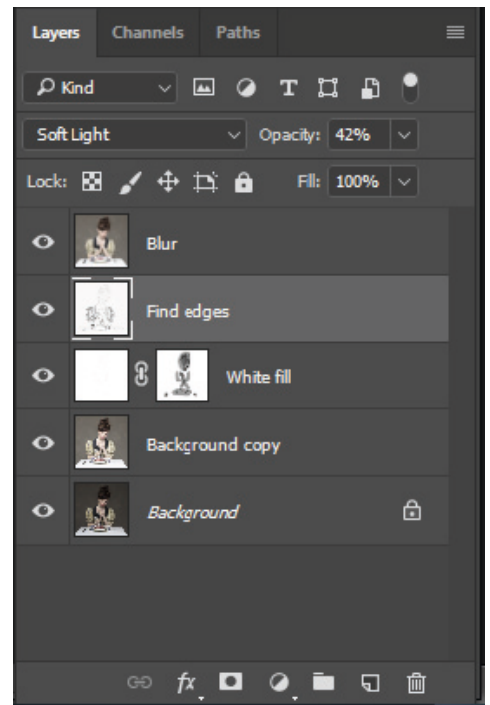 Layers Channels Paths
Kind T
Soft Light Opacity: 42%
Lock: Fill: 100%
Blur
Find edges
White fill
Background copy
Background
fx